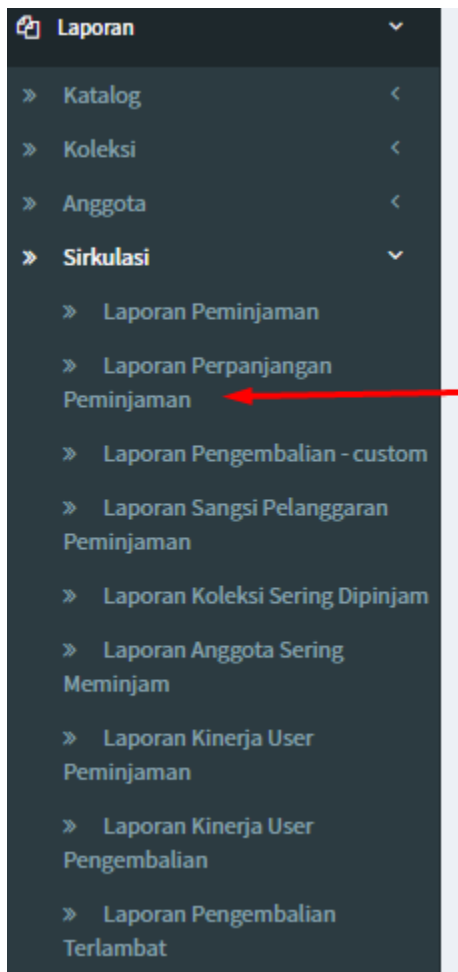 Laporan
Katalog
Koleksi
Anggota
Sirkulasi
Laporan Peminjaman
Laporan Perpanjangan
Peminjaman
Laporan Pengembalian - custom
Laporan Sangsi Pelanggaran
Peminjaman
Laporan Koleksi Sering Dipinjam
Laporan Anggota Sering
Meminjam
Laporan Kinerja User
Peminjaman
Laporan Kinerja User
Pengembalian
Laporan Pengembalian
Terlambat